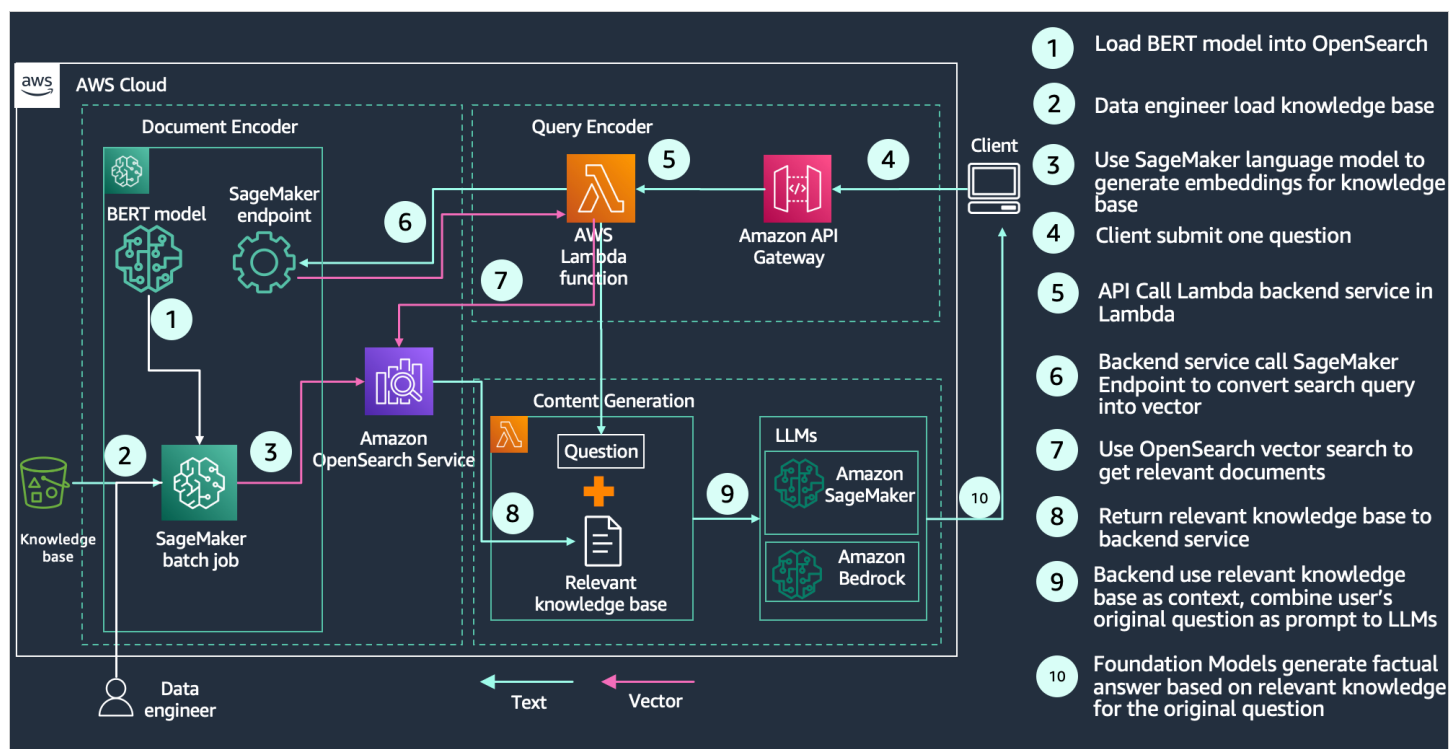 aws
AWS Cloud
Document Encoder
BERT model
SageMaker
endpoint
1
2
3
Knowledge
base
SageMaker
batch job
Data
engineer
Amazon
OpenSearch Service
Query Encoder
5
4
6
7
AWS
Lambda
function
Amazon API
Gateway
Client
Content Generation
Question
8
Relevant
knowledge base
9
LLMs
Amazon
SageMaker
Amazon
Bedrock
10
Text
Vector
1
Load BERT model into OpenSearch
2
Data engineer load knowledge base
3
Use SageMaker language model to
generate embeddings for knowledge
base
4
Client submit one question
5
API Call Lambda backend service in
Lambda
6
Backend service call SageMaker
Endpoint to convert search query
into vector
7
Use OpenSearch vector search to
get relevant documents
8
Return relevant knowledge base to
backend service
9
Backend use relevant knowledge
base as context, combine user's
original question as prompt to LLMs
10
Foundation Models generate factual
answer based on relevant knowledge
for the original question